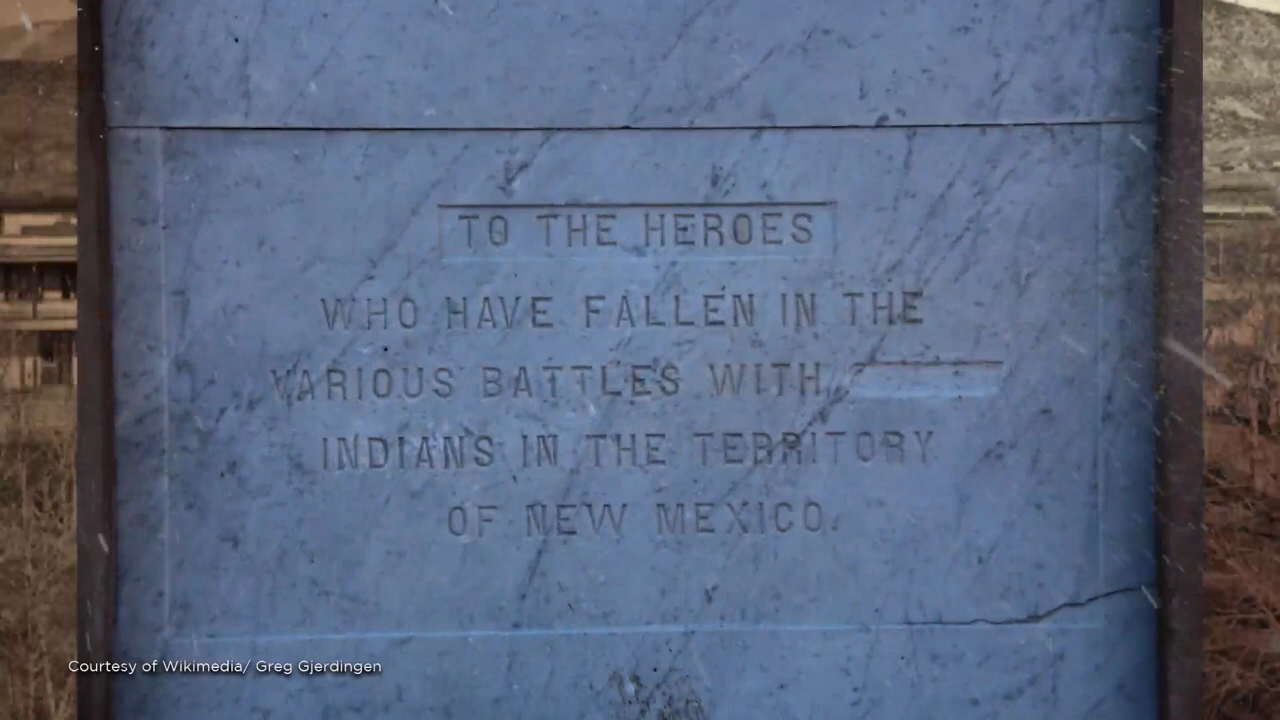 TO THE HEROES
WHO HAVE FALLEN IN THE
VARIOUS BATTLES WITH
INDIANS IN THE TERRITORY
OF NEW MEXICO.
Courtesy of Wikimedia/ Greg Gjerdingen